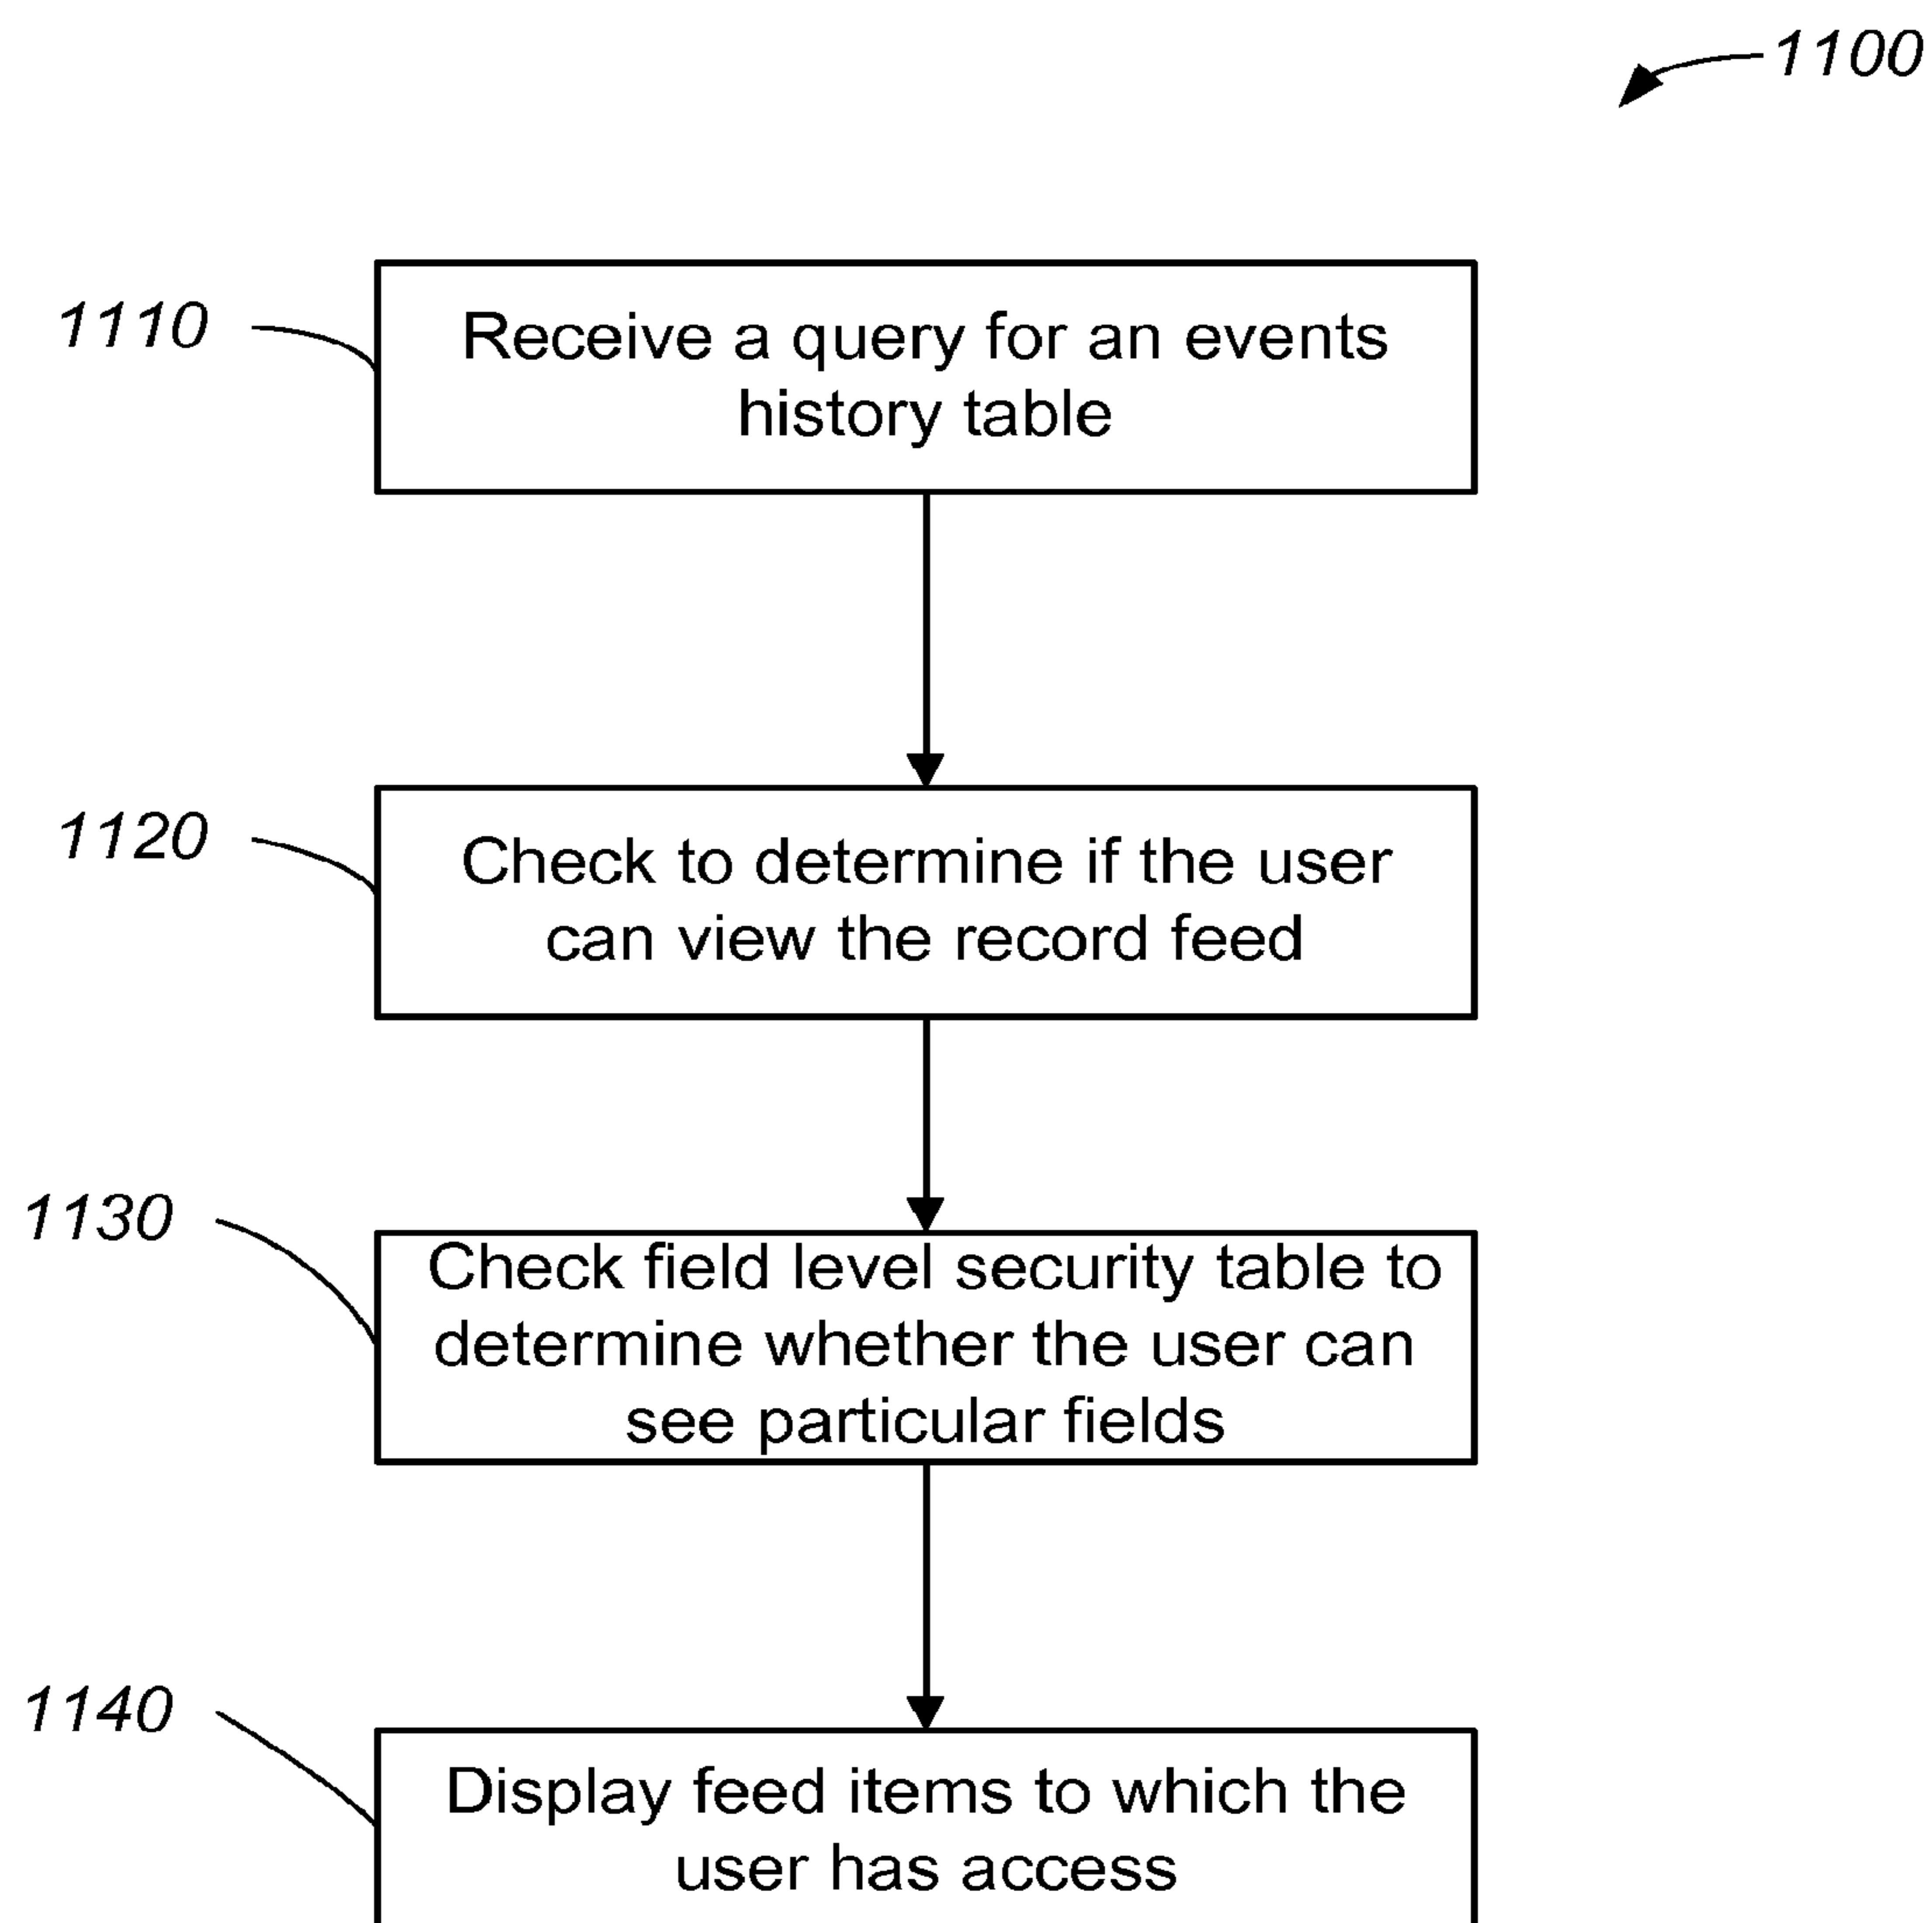 1100
1110
Receive a query for an events
history table
1120
Check to determine if the user
can view the record feed
1130
Check field level security table to
determine whether the user can
see particular fields
1140
Display feed items to which the
user has access